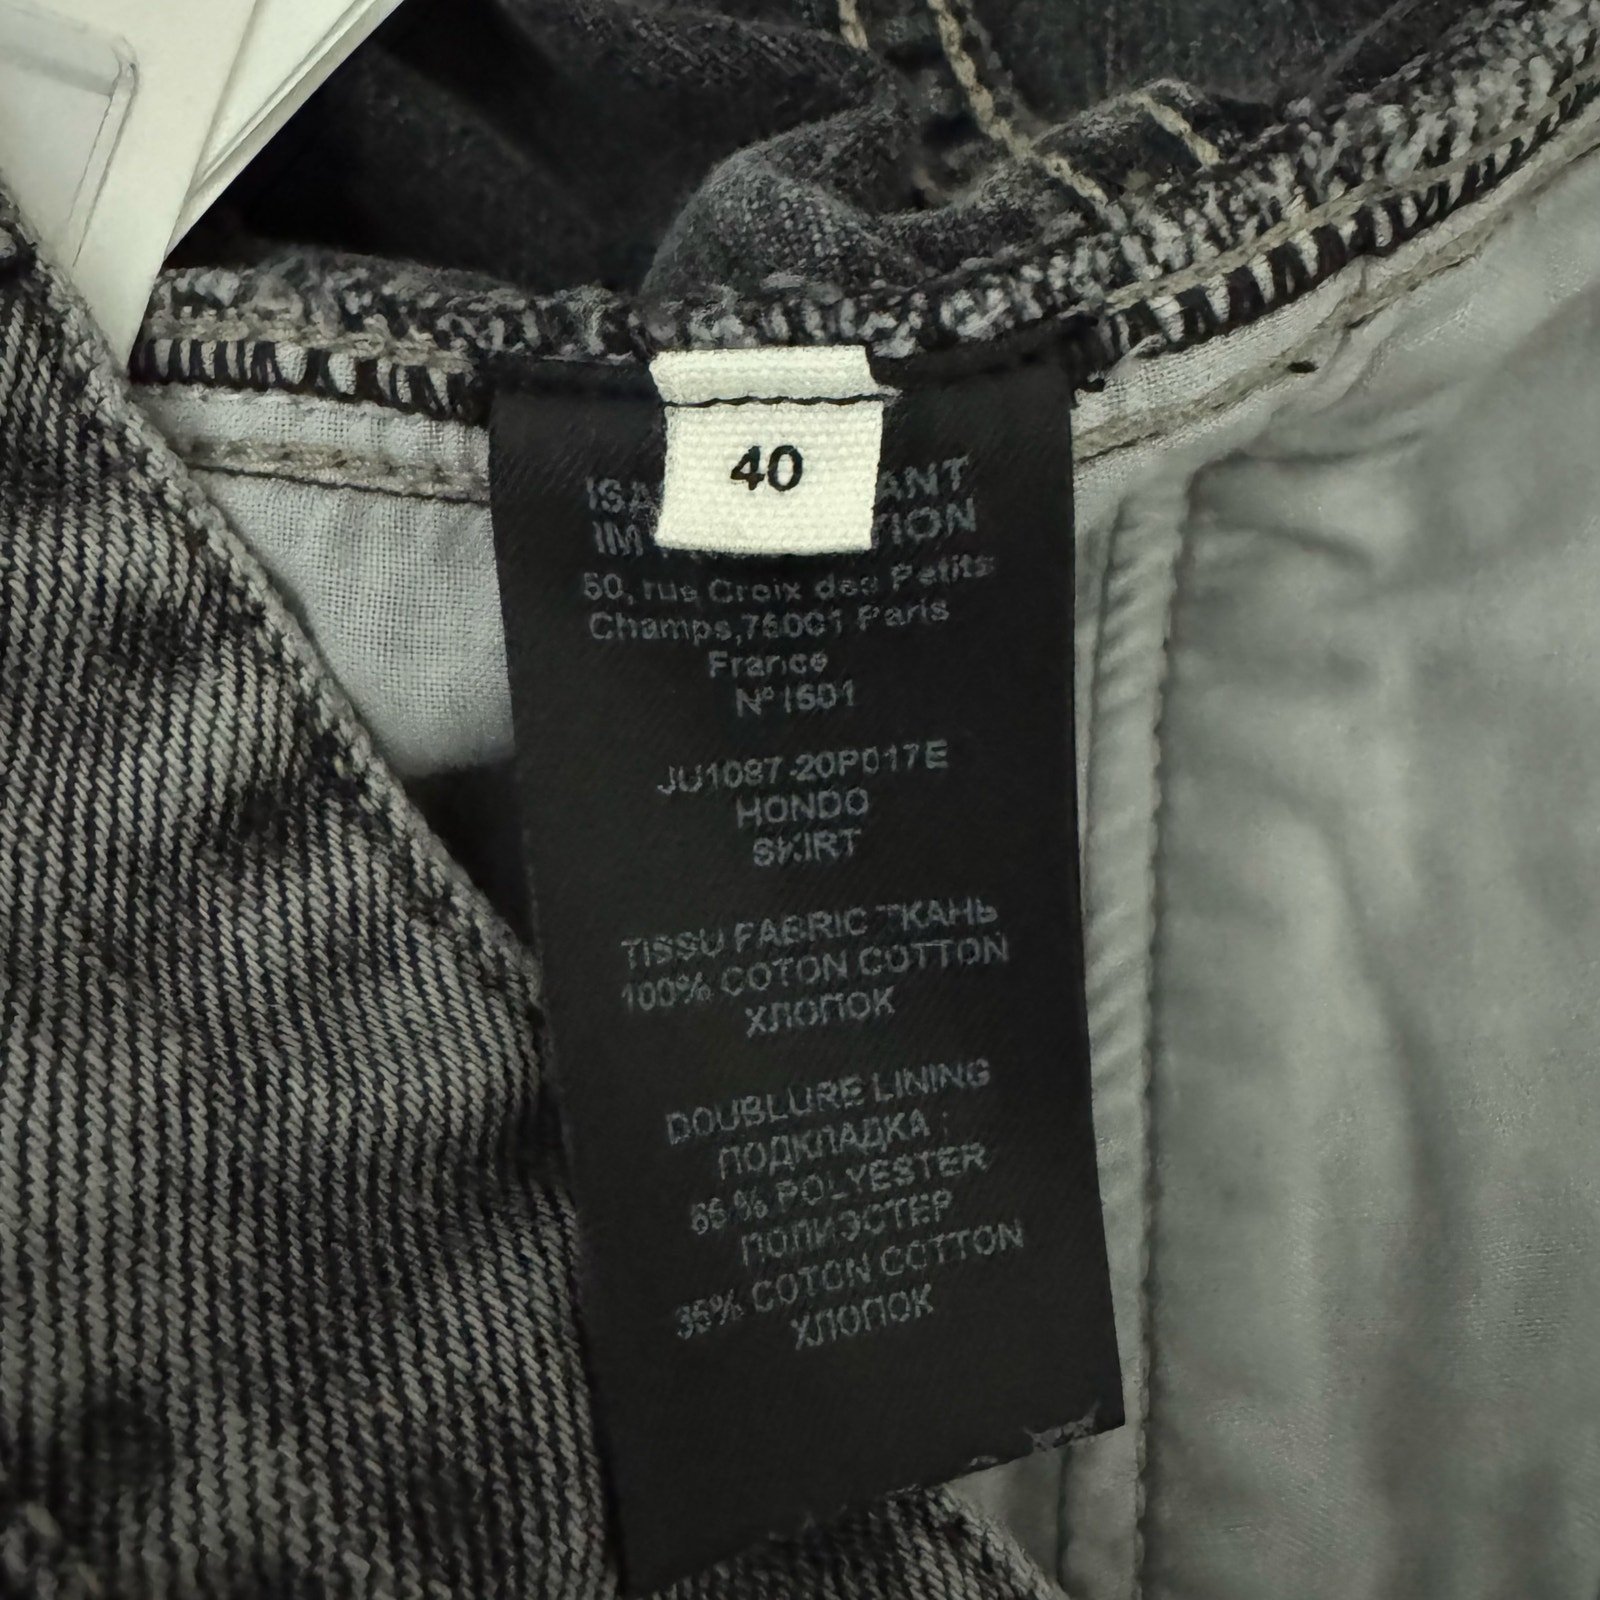 40
ISA ANT
IM TION
50, rue Croix des Petits
Champs,75001 Paris
France
N°1501
JU1087-20P017E
HONDO
SKIRT
TISSU FABRIC ТКАНЬ
100% COTON COTTON
ХЛОПОК
DOUBLURE LINING
ПОДКЛАДКА :
65% POLYESTER
ПОЛИЭСТЕР
35% COTON COTTON
ХЛОПОК